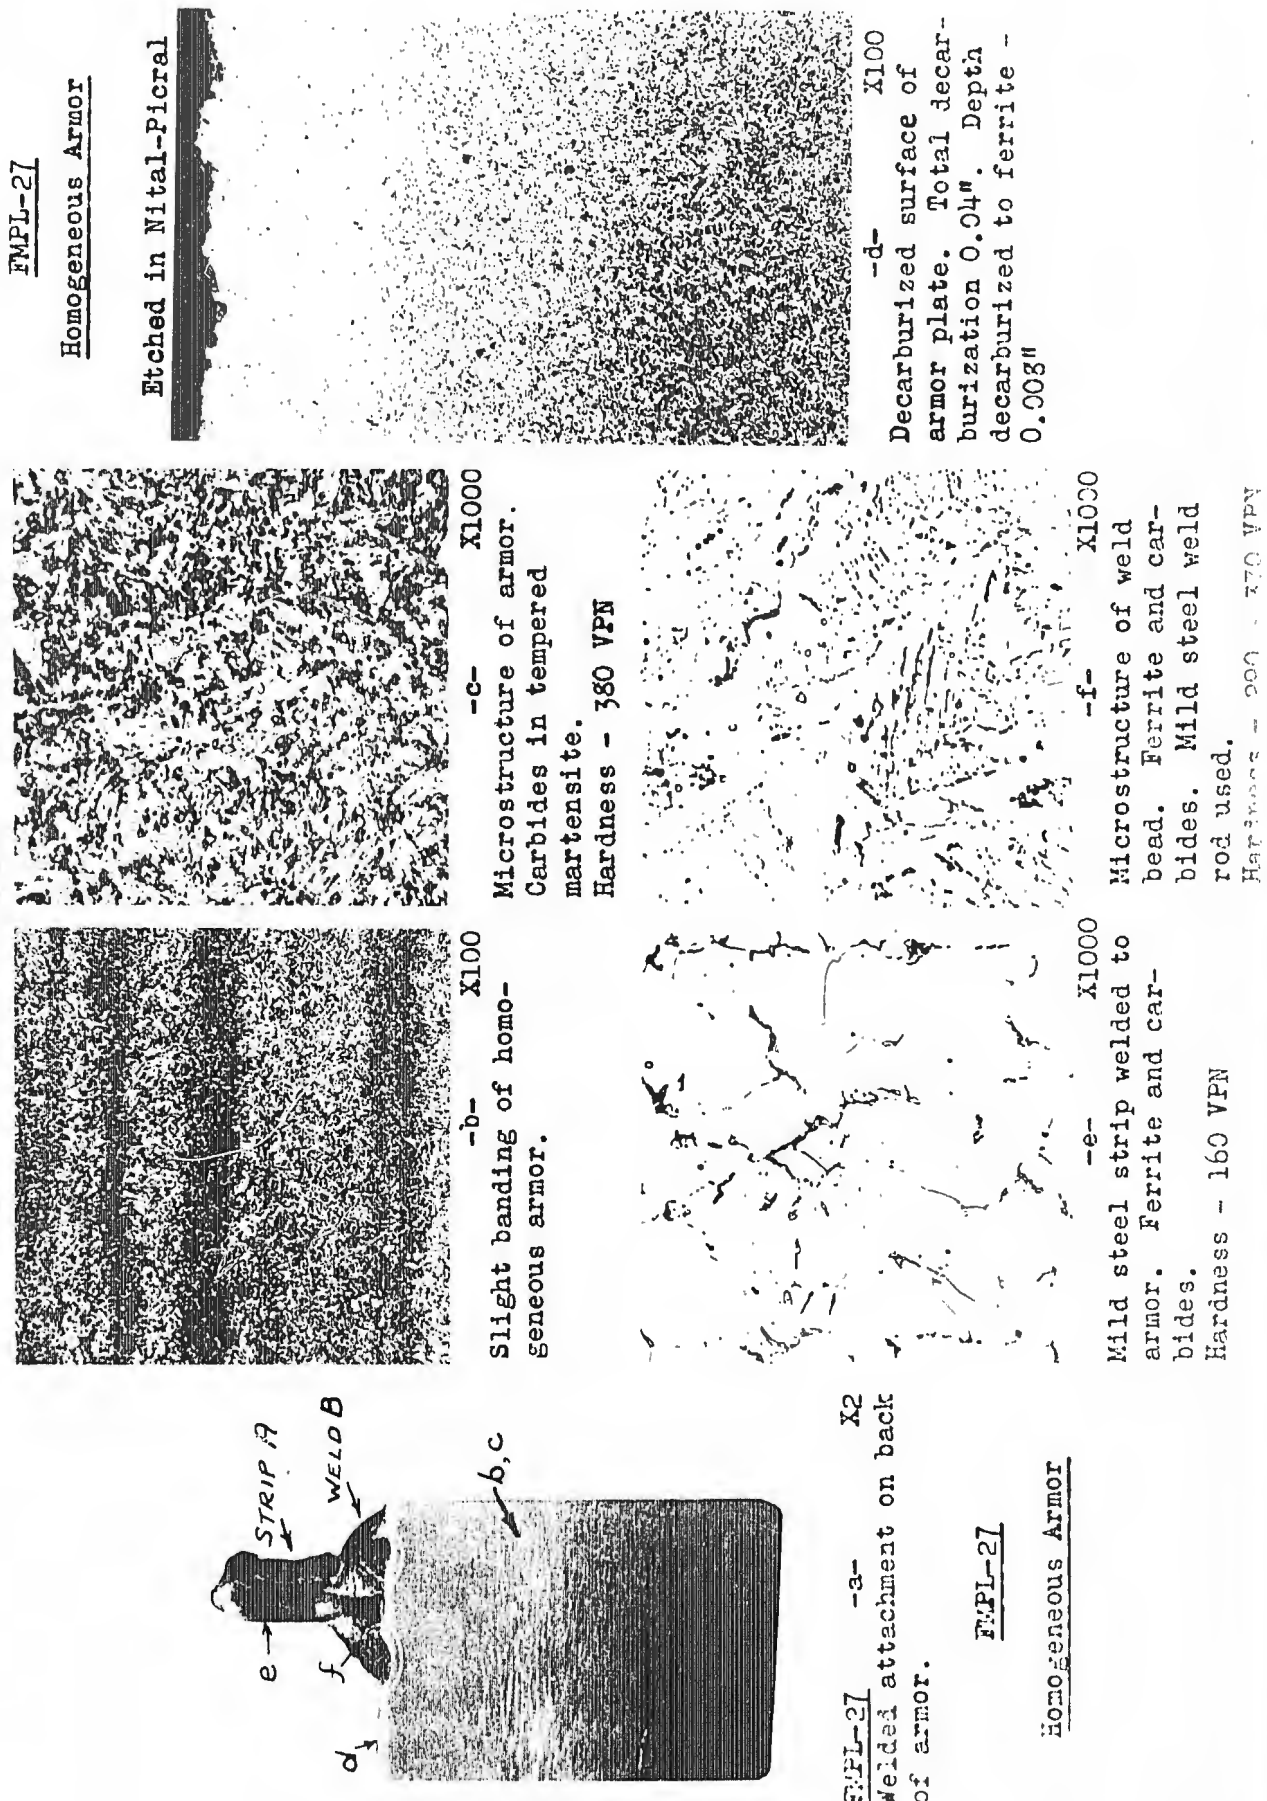 FMPL-27
Homogeneous Armor
Etched in Nital-Picral
-d- X100
Decarburized surface of
armor plate. Total decar-
burization 0.04". Depth
decarburized to ferrite -
0.008"
-c- X1000
Microstructure of armor.
Carbides in tempered
martensite.
Hardness - 380 VPN
-f- X1000
Microstructure of weld
bead. Ferrite and car-
bides. Mild steel weld
rod used.
Hardness - 370 VPN
-b- X100
Slight banding of homo-
geneous armor.
-e- X1000
Mild steel strip welded to
armor. Ferrite and car-
bides.
Hardness - 160 VPN
STRIP A
WELD B
e
f
d
b,c
FMPL-27 -a- X2
Welded attachment on back
of armor.
FMPL-27
Homogeneous Armor